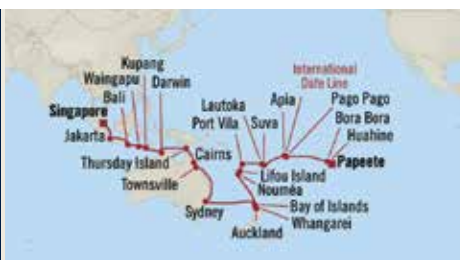 Kupang
Waingapu
Darwin
Bali
Singapore
Jakarta
Thursday Island
Cairns
Townsville
Sydney
International
Date Line
Lautoka
Apia
Pago Pago
Port Vila
Suva
Bora Bora
Huahine
Papeete
Lifou Island
Nouméa
Bay of Islands
Whangarei
Auckland